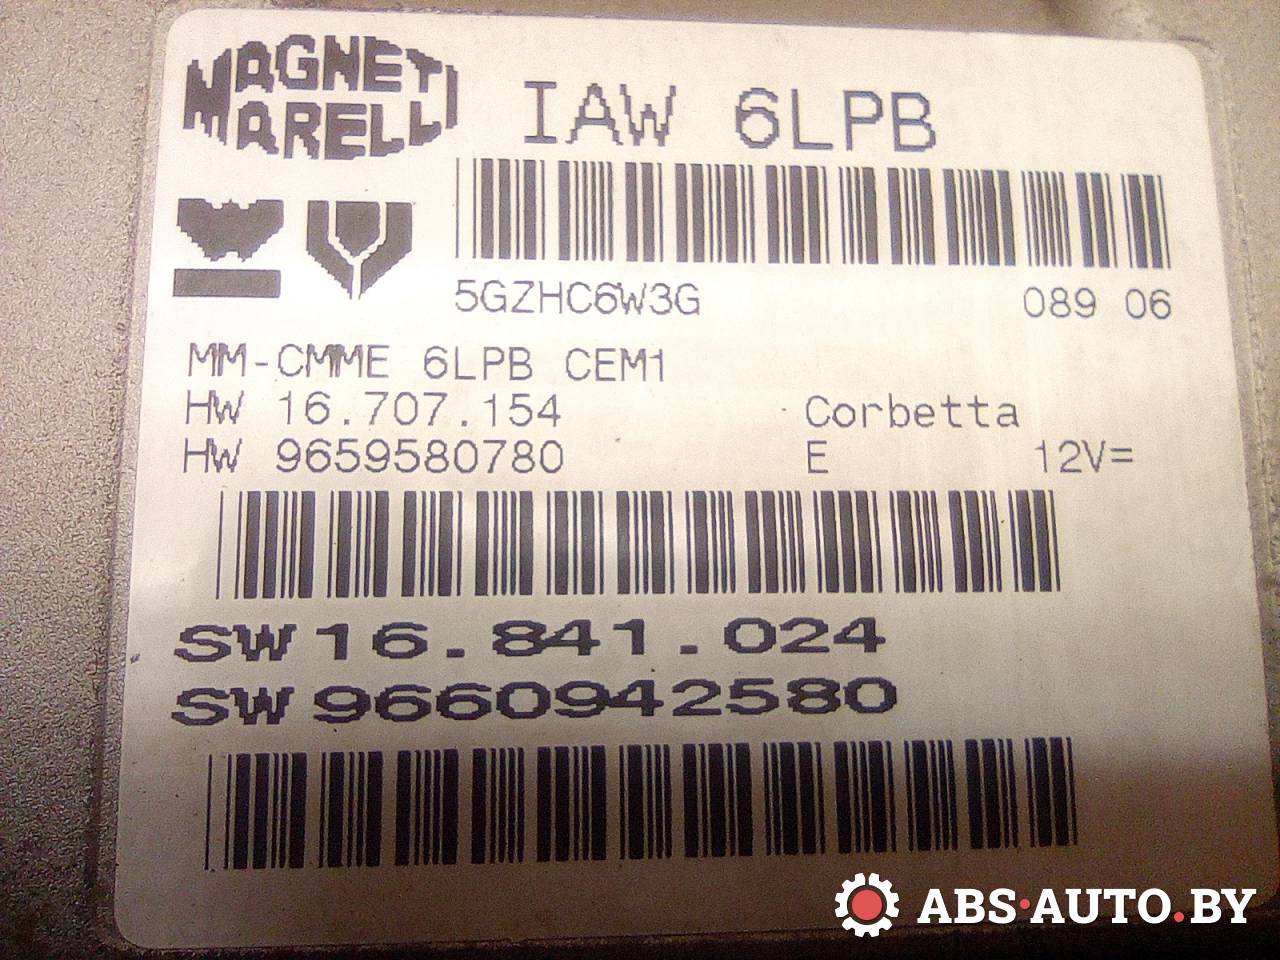 MAGNETI
MARELLI
IAW 6LPB
5GZHC6W3G 089 06
MM-CMME 6LPB CEM1
HW 16.707.154 Corbetta
HW 9659580780 E 12V=
SW 16.841.024
SW 9660942580
ABS·AUTO.BY